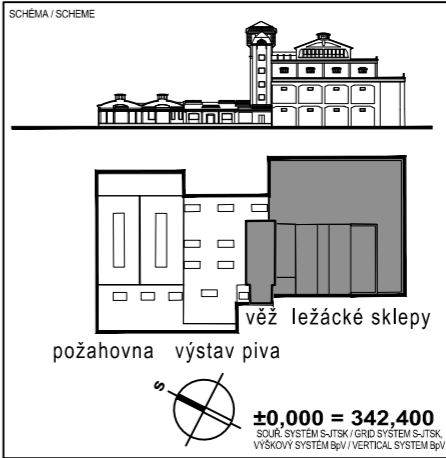 SCHÉMA / SCHEME
věž ležácké sklepy
požahovna výstav piva
S
±0,000 = 342,400
SOUŘ. SYSTÉM S-JTSK / GRID SYSTEM S-JTSK,
VÝŠKOVÝ SYSTÉM BpV / VERTICAL SYSTEM BpV